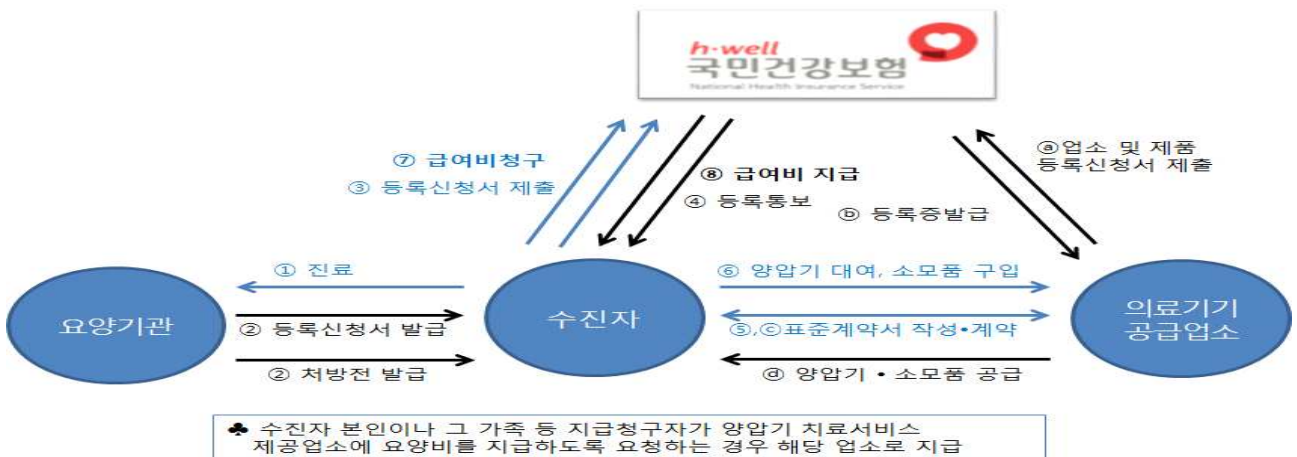 h·well
국민건강보험
National Health Insurance Service
⑦ 급여비청구
③ 등록신청서 제출
⑧ 급여비 지급
④ 등록통보
ⓐ업소 및 제품
등록신청서 제출
ⓑ 등록증발급
① 진료
⑥ 양압기 대여, 소모품 구입
요양기관
수진자
의료기기
공급업소
② 등록신청서 발급
⑤,ⓒ표준계약서 작성•계약
② 처방전 발급
ⓓ 양압기 • 소모품 공급
♣ 수진자 본인이나 그 가족 등 지급청구자가 양압기 치료서비스
제공업소에 요양비를 지급하도록 요청하는 경우 해당 업소로 지급